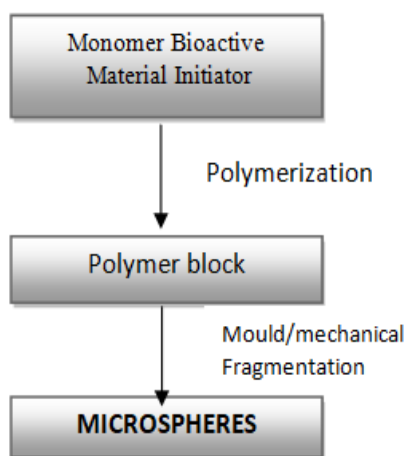 Monomer Bioactive
Material Initiator
Polymerization
Polymer block
Mould/mechanical
Fragmentation
MICROSPHERES